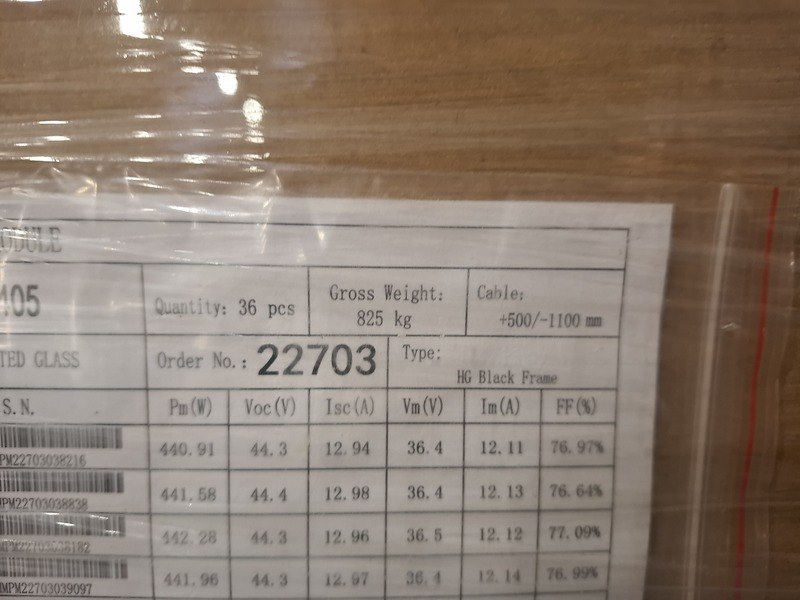 ODULE
405 Quantity: 36 pcs Gross Weight: 825 kg Cable: +500/-1100 mm
TED GLASS Order No.: 22703 Type: HG Black Frame
S.N. Pm(W) Voc(V) Isc(A) Vm(V) Im(A) FF(%)
PM22703038216 440.91 44.3 12.94 36.4 12.11 76.97%
MPM22703038838 441.58 44.4 12.98 36.4 12.13 76.64%
442.28 44.3 12.96 36.5 12.12 77.09%
MPM22703039097 441.96 44.3 12.97 36.4 12.14 76.99%